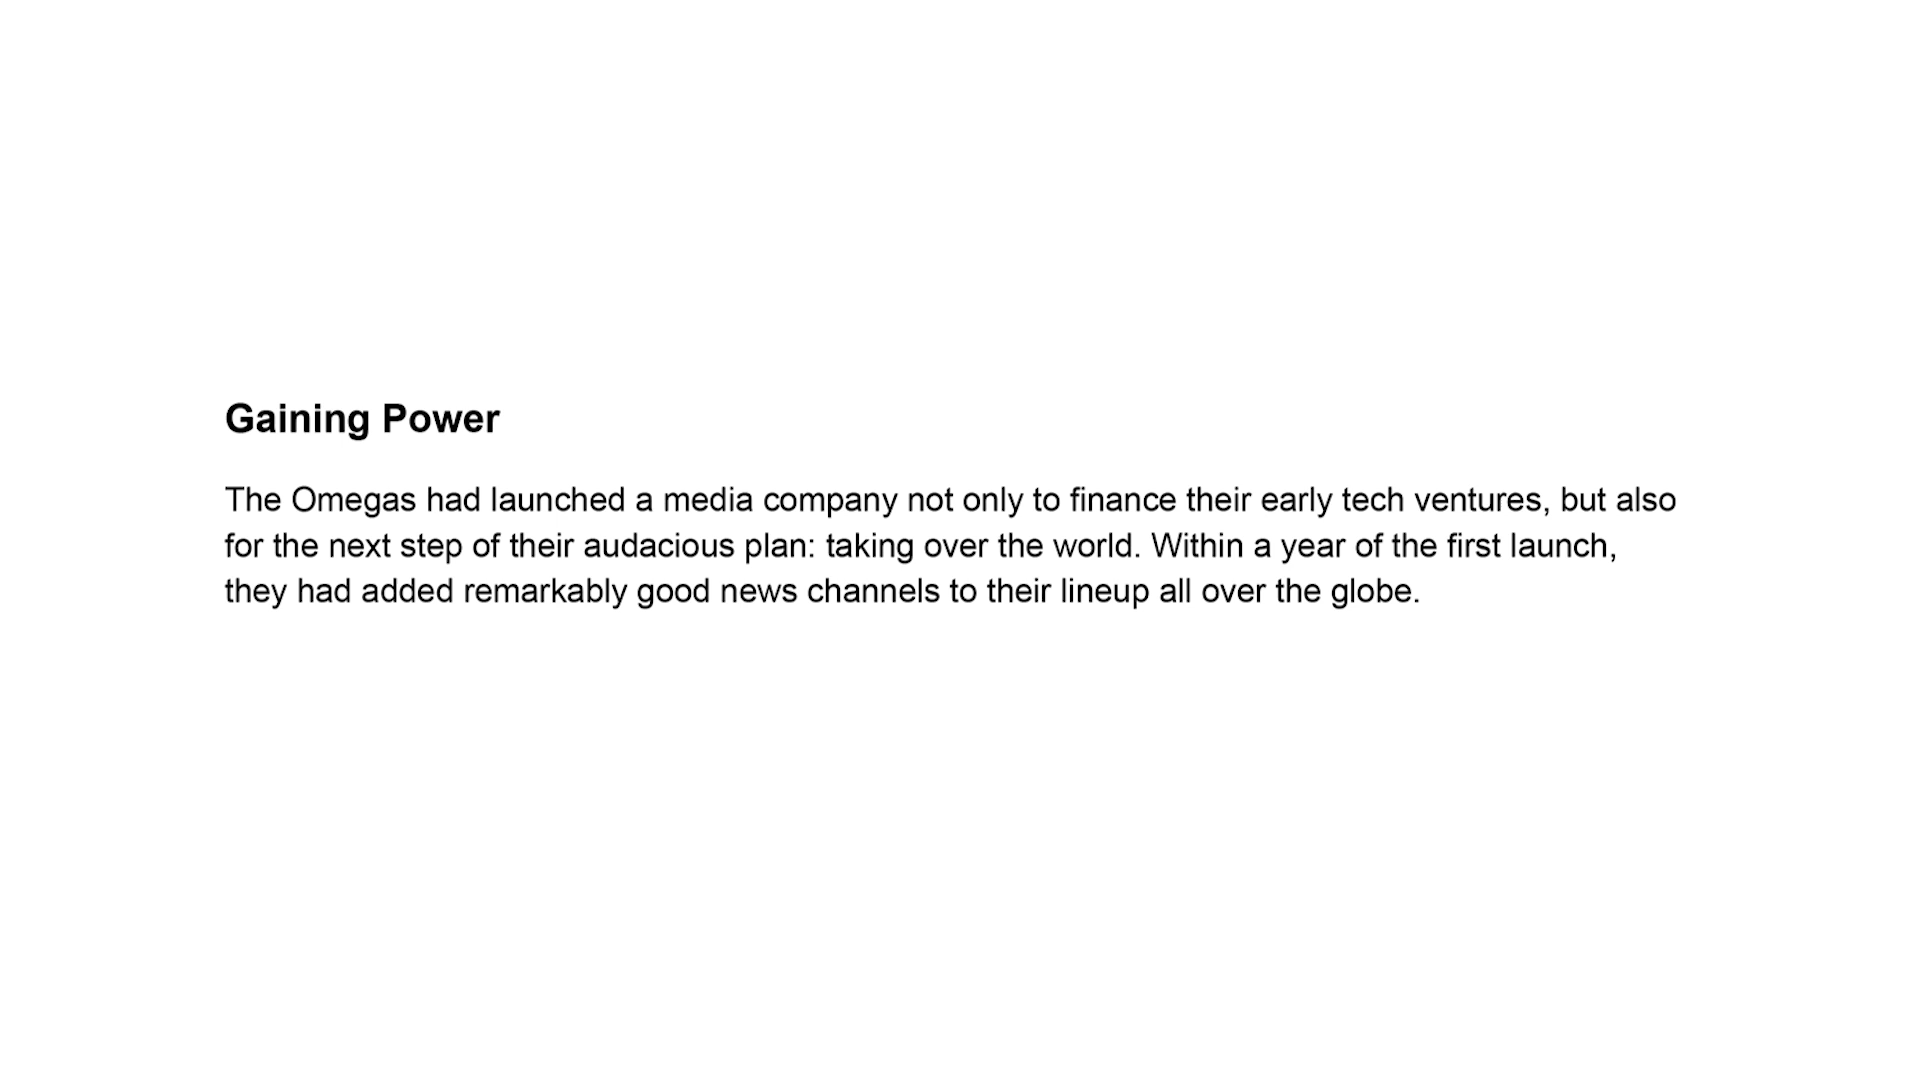 Gaining Power
The Omegas had launched a media company not only to finance their early tech ventures, but also
for the next step of their audacious plan: taking over the world. Within a year of the first launch,
they had added remarkably good news channels to their lineup all over the globe.